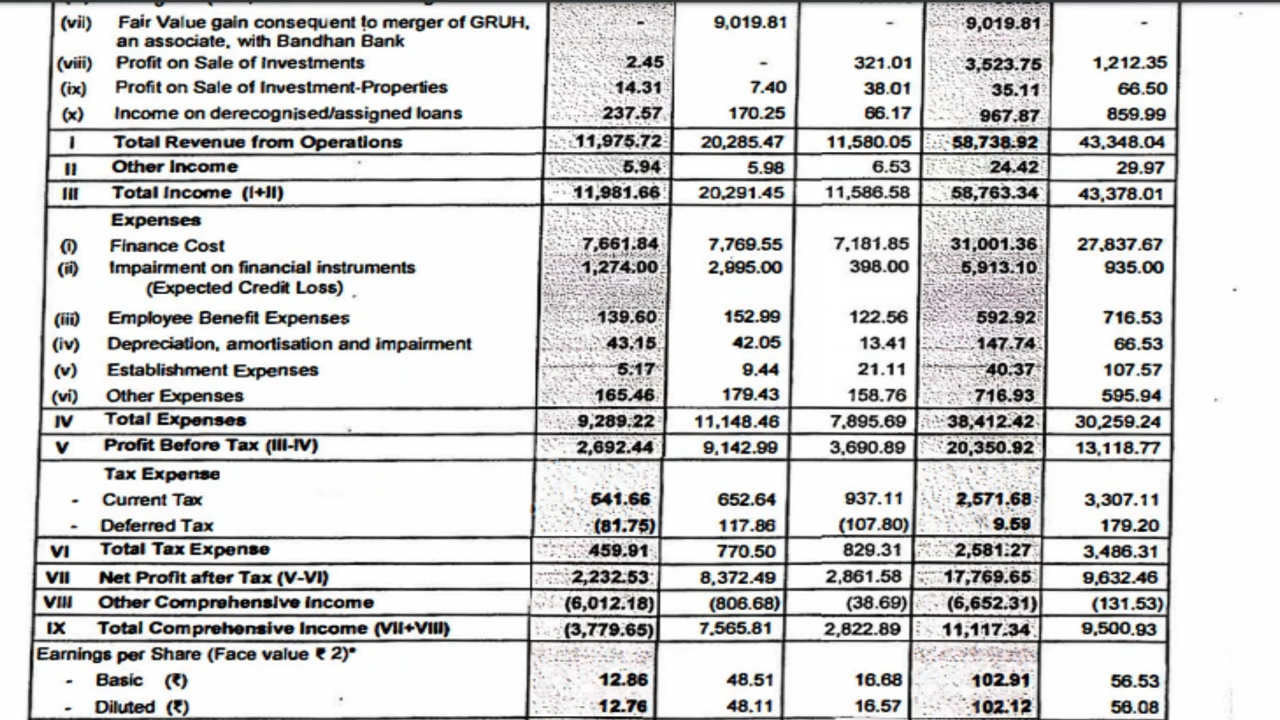 (vii) Fair Value gain consequent to merger of GRUH, - 9,019.81 - 9,019.81 -
an associate, with Bandhan Bank
(viii) Profit on Sale of Investments 2.45 - 321.01 3,523.75 1,212.35
(ix) Profit on Sale of Investment-Properties 14.31 7.40 38.01 35.11 66.50
(x) Income on derecognised/assigned loans 237.57 170.25 66.17 967.87 859.99
I Total Revenue from Operations 11,975.72 20,285.47 11,580.05 58,738.92 43,348.04
II Other Income 5.94 5.98 6.53 24.42 29.97
III Total Income (I+II) 11,981.66 20,291.45 11,586.58 58,763.34 43,378.01
Expenses
(i) Finance Cost 7,661.84 7,769.55 7,181.85 31,001.36 27,837.67
(ii) Impairment on financial instruments 1,274.00 2,995.00 398.00 5,913.10 935.00
(Expected Credit Loss)
(iii) Employee Benefit Expenses 139.60 152.99 122.56 592.92 716.53
(iv) Depreciation, amortisation and impairment 43.15 42.05 13.41 147.74 66.53
(v) Establishment Expenses 5.17 9.44 21.11 40.37 107.57
(vi) Other Expenses 165.46 179.43 158.76 716.93 595.94
IV Total Expenses 9,289.22 11,148.46 7,895.69 38,412.42 30,259.24
V Profit Before Tax (III-IV) 2,692.44 9,142.99 3,690.89 20,350.92 13,118.77
Tax Expense
- Current Tax 541.66 652.64 937.11 2,571.68 3,307.11
- Deferred Tax (81.75) 117.86 (107.80) 9.59 179.20
VI Total Tax Expense 459.91 770.50 829.31 2,581.27 3,486.31
VII Net Profit after Tax (V-VI) 2,232.53 8,372.49 2,861.58 17,769.65 9,632.46
VIII Other Comprehensive Income (6,012.18) (806.68) (38.69) (6,652.31) (131.53)
IX Total Comprehensive Income (VII+VIII) (3,779.65) 7,565.81 2,822.89 11,117.34 9,500.93
Earnings per Share (Face value ₹ 2)*
- Basic (₹) 12.86 48.51 16.68 102.91 56.53
- Diluted (₹) 12.76 48.11 16.57 102.12 56.08